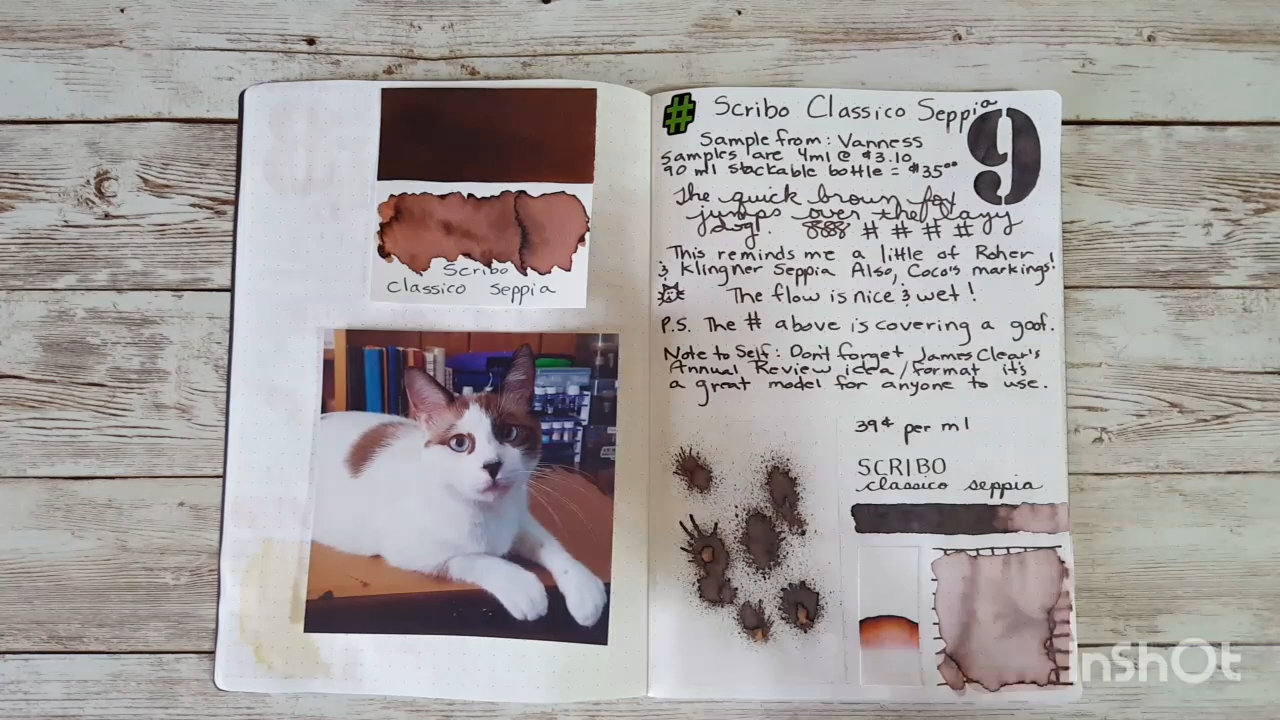 Scribo
Classico Seppia
# Scribo Classico Seppia
9
Sample from: Vanness
samples are 4ml @ $3.10
90 ml stackable bottle = $35⁰⁰
The quick brown fox
jumps over the lazy
dog!. 888 # # # #
This reminds me a little of Roher
& Klingner Seppia Also, Coco's markings!
The flow is nice & wet!
P.S. The # above is covering a goof.
Note to Self: Don't forget James Clear's
Annual Review idea/format it's
a great model for anyone to use.
39¢ per ml
SCRIBO
classico seppia
InShOt